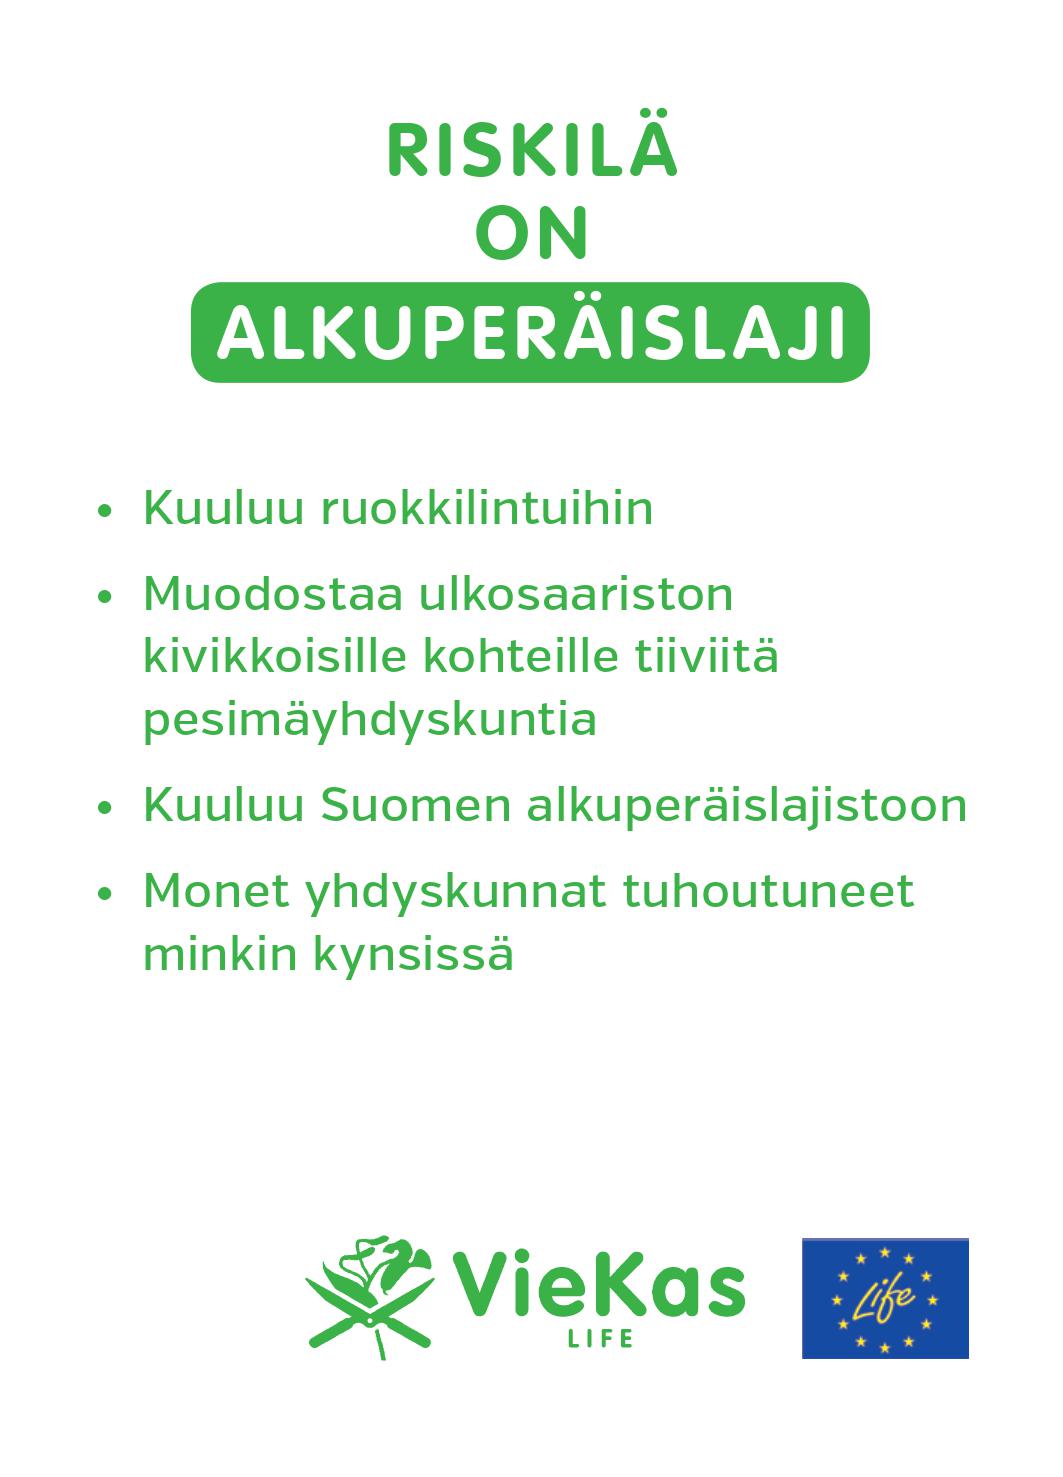 RISKILÄ
ON
ALKUPERÄISLAJI
• Kuuluu ruokkilintuihin
• Muodostaa ulkosaariston
kivikkoisille kohteille tiiviitä
pesimäyhdyskuntia
• Kuuluu Suomen alkuperäislajistoon
• Monet yhdyskunnat tuhoutuneet
minkin kynsissä
VieKas
LIFE
Life